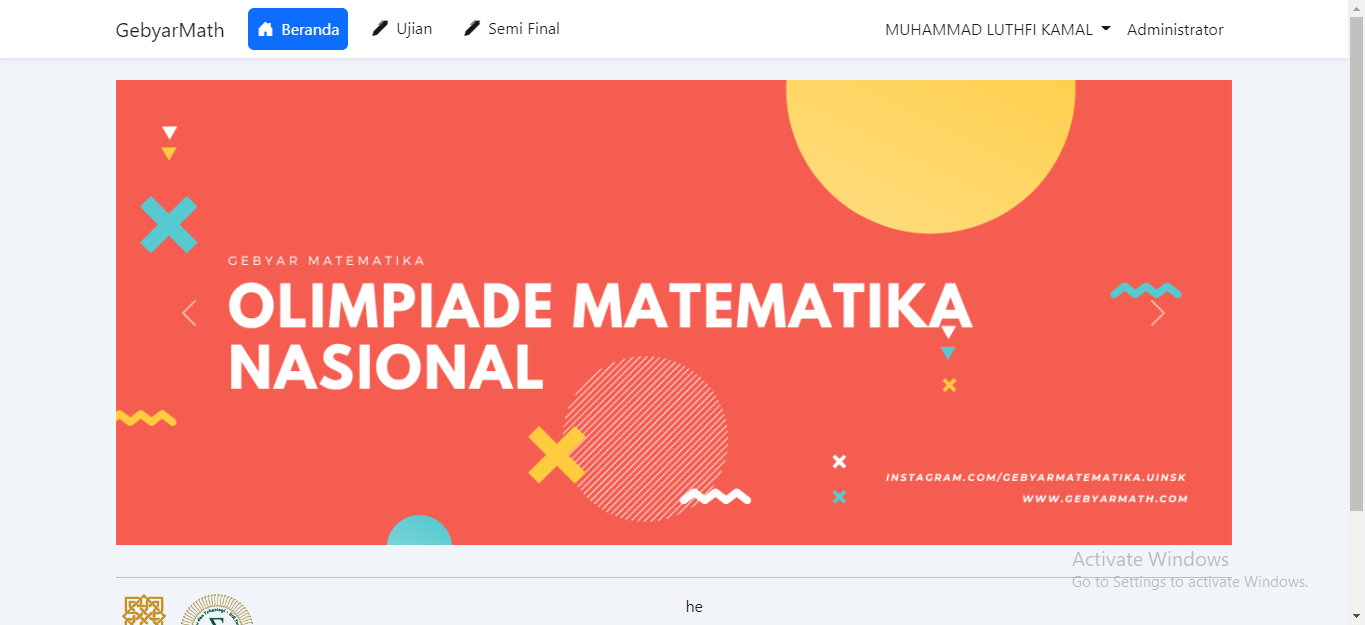 GebyarMath Beranda Ujian Semi Final MUHAMMAD LUTHFI KAMAL Administrator
GEBYAR MATEMATIKA
OLIMPIADE MATEMATIKA
NASIONAL
INSTAGRAM.COM/GEBYARMATEMATIKA.UINSK
WWW.GEBYARMATH.COM
Activate Windows
Go to Settings to activate Windows.
he